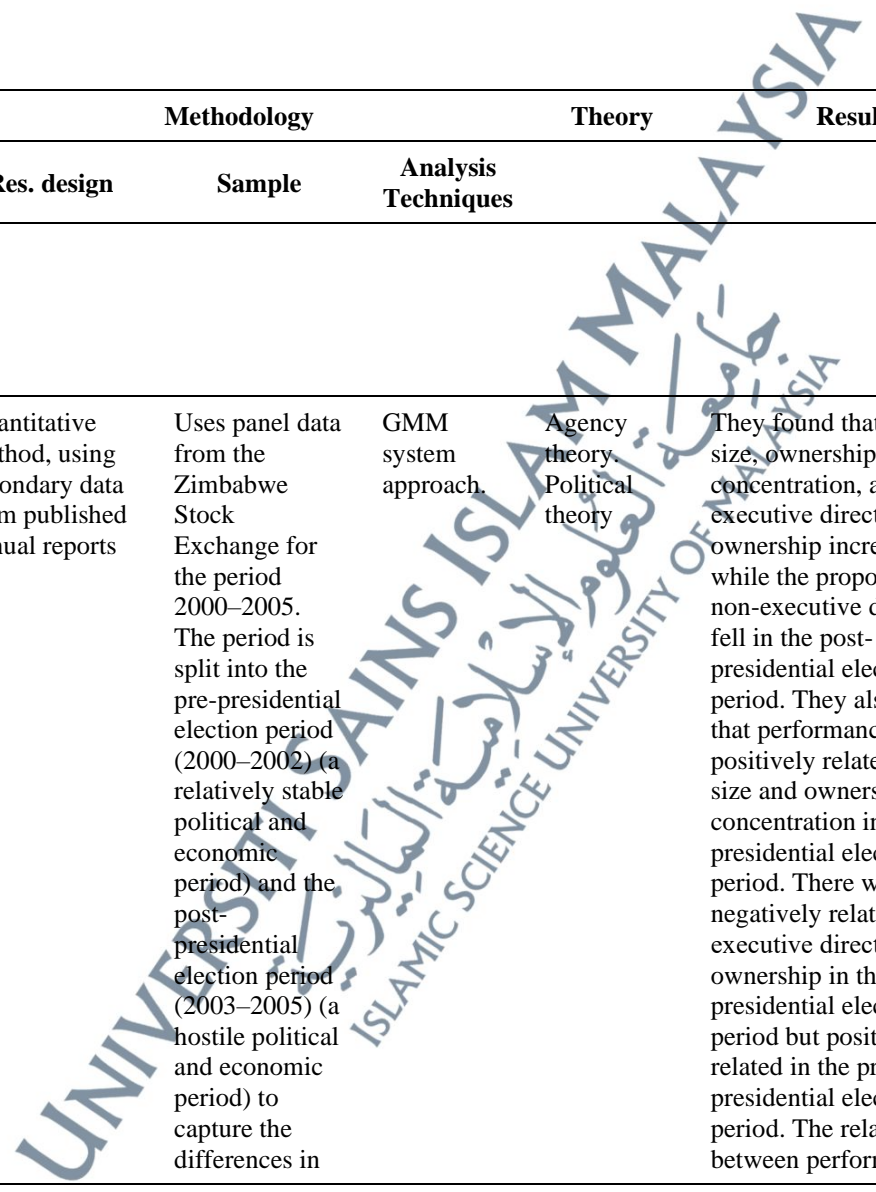 Methodology
Theory
Resul
Res. design
Sample
Analysis
Techniques
antitative
thod, using
ondary data
m published
nual reports
Uses panel data
from the
Zimbabwe
Stock
Exchange for
the period
2000–2005.
The period is
split into the
pre-presidential
election period
(2000–2002) (a
relatively stable
political and
economic
period) and the
post-
presidential
election period
(2003–2005) (a
hostile political
and economic
period) to
capture the
differences in
GMM
system
approach.
Agency
theory.
Political
theory
They found that
size, ownership
concentration, a
executive direct
ownership incre
while the propo
non-executive d
fell in the post-
presidential elec
period. They als
that performanc
positively relate
size and owners
concentration in
presidential elec
period. There w
negatively relat
executive direct
ownership in th
presidential elec
period but posit
related in the pr
presidential elec
period. The rela
between perform
UNIVERSITI SAINS ISLAM MALAYSIA
جامعة العلوم الإسلامية الماليزية
ISLAMIC SCIENCE UNIVERSITY OF MALAYSIA